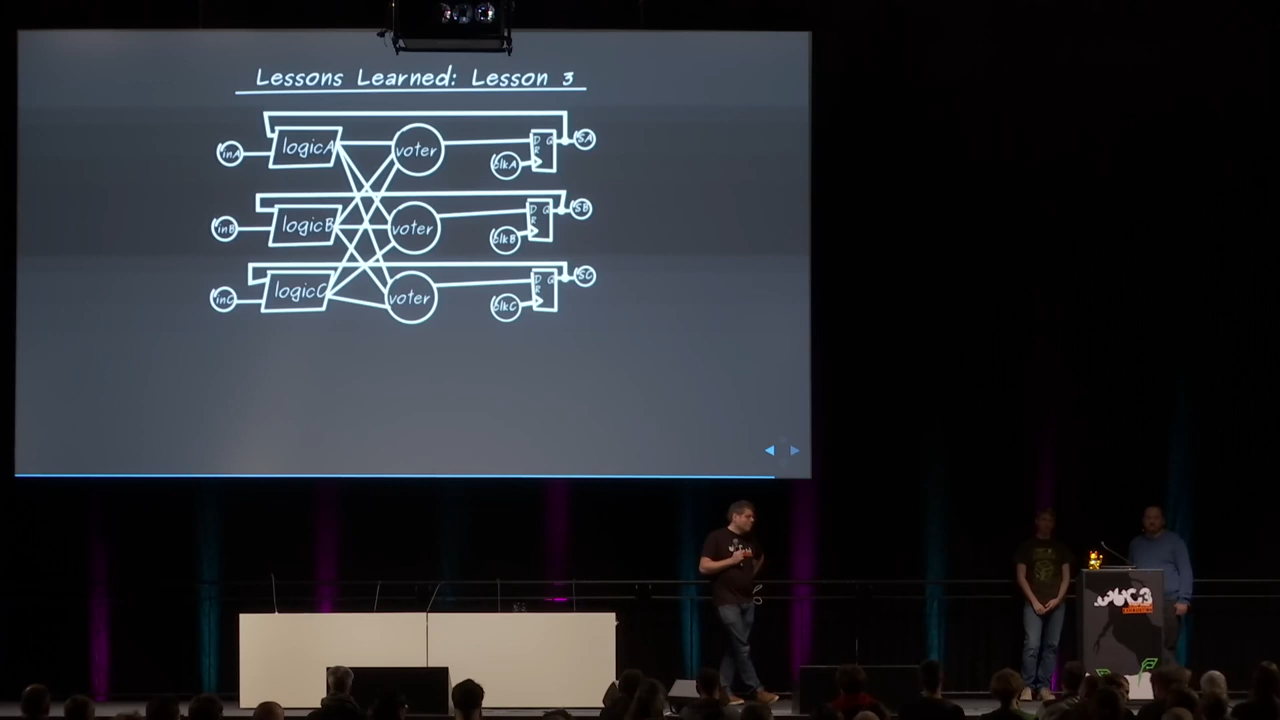 Lessons Learned: Lesson 3
inA
logicA
voter
D Q
R
clkA
SA
inB
logicB
voter
D Q
R
clkB
SB
inC
logicC
voter
D Q
R
clkC
SC